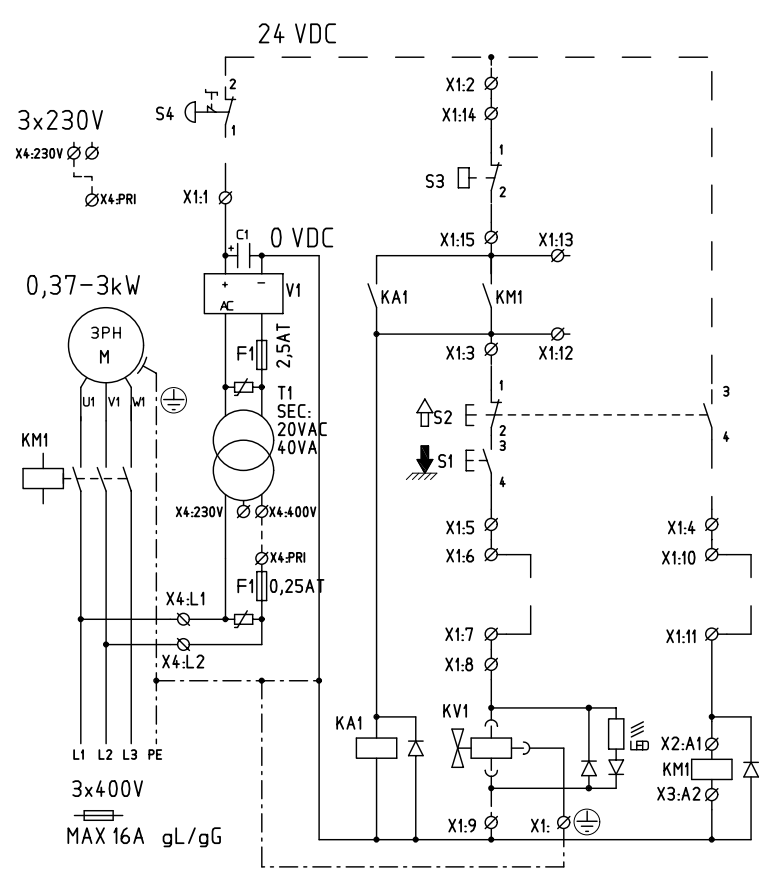 24 VDC
2
S4
1
X1:2
X1:14
3x230V
X4:230V
X4:PRI
X1:1
1
S3
2
C1
+
0 VDC
X1:15
X1:13
0,37-3kW
+ -
AC
V1
KA1
KM1
3PH
M
F1
2,5AT
X1:3
X1:12
U1 V1 W1
T1
SEC:
20VAC
40VA
1
S2
2
3
4
3
S1
4
KM1
X4:230V
X4:400V
X1:5
X1:4
X4:PRI
X1:6
X1:10
F1
0,25AT
X4:L1
X1:7
X1:11
X4:L2
X1:8
KA1
KV1
LED
X2:A1
KM1
X3:A2
L1 L2 L3 PE
3x400V
X1:9
X1:
MAX 16A gL/gG